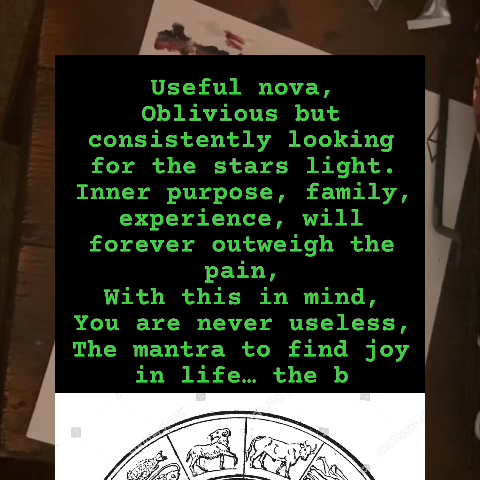 Useful nova,
Oblivious but
consistently looking
for the stars light.
Inner purpose, family,
experience, will
forever outweigh the
pain,
With this in mind,
You are never useless,
The mantra to find joy
in life… the b